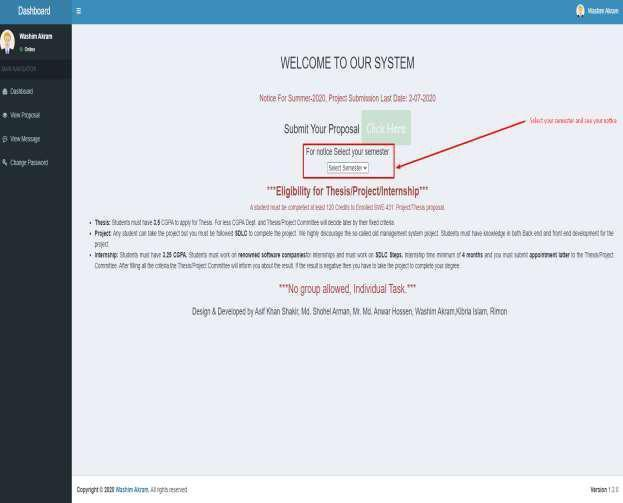 Dashboard
Washim Akram
Washim Akram
Online
MAIN NAVIGATION
Dashboard
View Proposal
View Message
Change Password
WELCOME TO OUR SYSTEM
Notice For Summer-2020, Project Submission Last Date: 2-07-2020
Submit Your Proposal Click Here
Select your semester and see your notice
For notice Select your semester
Select Semester
***Eligibility for Thesis/Project/Internship***
A student must be completed at least 120 Credits to Enrolled SWE-431: Project/Thesis proposal.
• Thesis: Students must have 3.5 CGPA to apply for Thesis. For less CGPA Dept. and Thesis/Project Committee will decide later by their fixed criteria.
• Project: Any student can take the project but you must be followed SDLC to complete the project. We highly discourage the so-called old management system project. Students must have knowledge in both Back-end and front-end development for the
project.
• Internship: Students must have 3.25 CGPA. Students must work on renowned software companies for internships and must work on SDLC Steps. Internship time minimum of 4 months and you must submit appointment latter to the Thesis/Project
Committee. After filling all the criteria the Thesis/Project Committee will inform you about the result. If the result is negative then you have to take the project to complete your degree.
***No group allowed, Individual Task.***
Design & Developed by Asif Khan Shakir, Md. Shohel Arman, Mr. Md. Anwar Hossen, Washim Akram,Kibria Islam, Rimon
Copyright © 2020 Washim Akram. All rights reserved.
Version 1.2.0